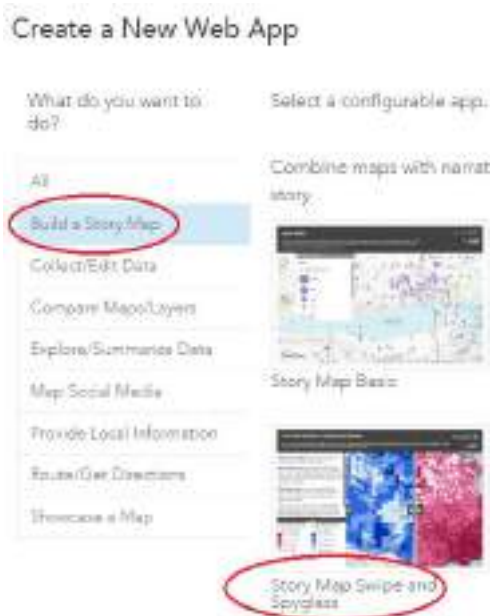 Create a New Web App
What do you want to
do?
Select a configurable app.
All
Build a Story Map
Collect/Edit Data
Compare Maps/Layers
Explore/Summarize Data
Map Social Media
Provide Local Information
Route/Get Directions
Showcase a Map
Combine maps with narrat
story
Story Map Basic
Story Map Swipe and
Spyglass